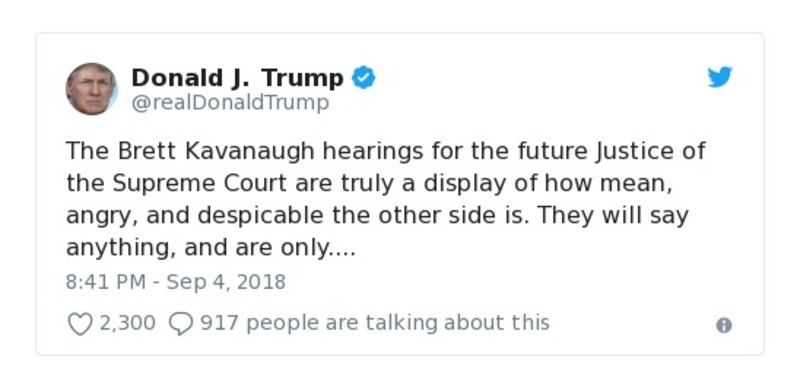 Donald J. Trump
@realDonaldTrump
The Brett Kavanaugh hearings for the future Justice of
the Supreme Court are truly a display of how mean,
angry, and despicable the other side is. They will say
anything, and are only....
8:41 PM - Sep 4, 2018
2,300 917 people are talking about this